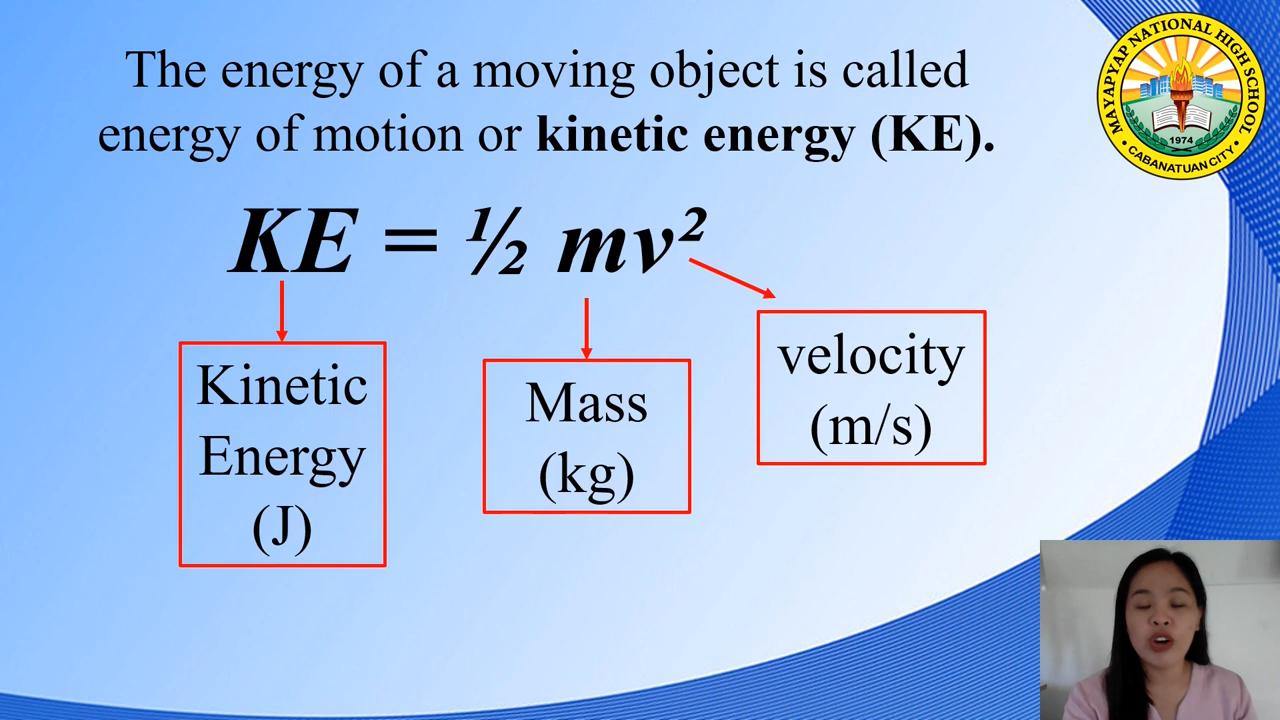 The energy of a moving object is called
energy of motion or kinetic energy (KE).
KE = ½ mv²
Kinetic
Energy
(J)
Mass
(kg)
velocity
(m/s)
MAYAPYAP NATIONAL HIGH SCHOOL
1974
• CABANATUAN CITY •